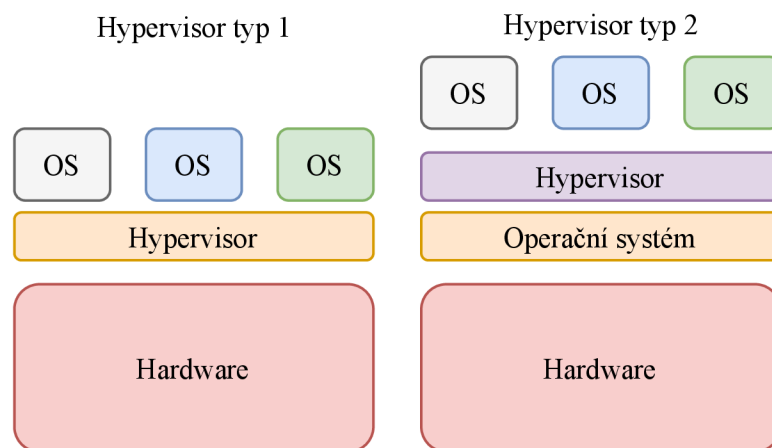 Hypervisor typ 1
OS
OS
OS
Hypervisor
Hardware
Hypervisor typ 2
OS
OS
OS
Hypervisor
Operační systém
Hardware